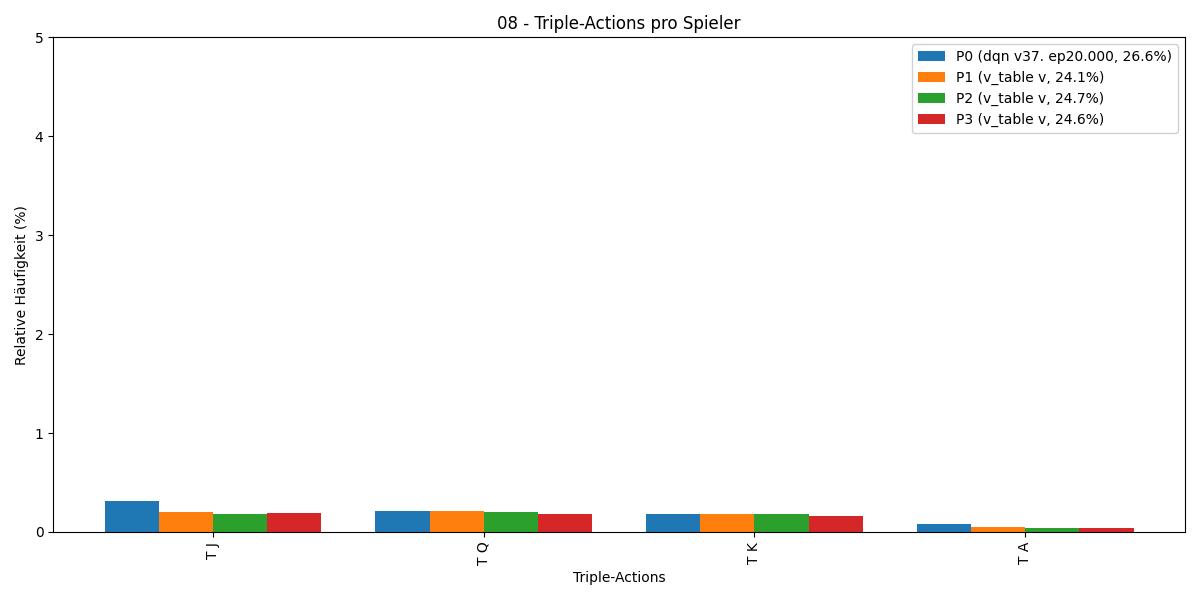 08 - Triple-Actions pro Spieler
P0 (dqn v37. ep20.000, 26.6%)
P1 (v_table v, 24.1%)
P2 (v_table v, 24.7%)
P3 (v_table v, 24.6%)
Relative Häufigkeit (%)
5
4
3
2
1
0
T J
T Q
T K
T A
Triple-Actions